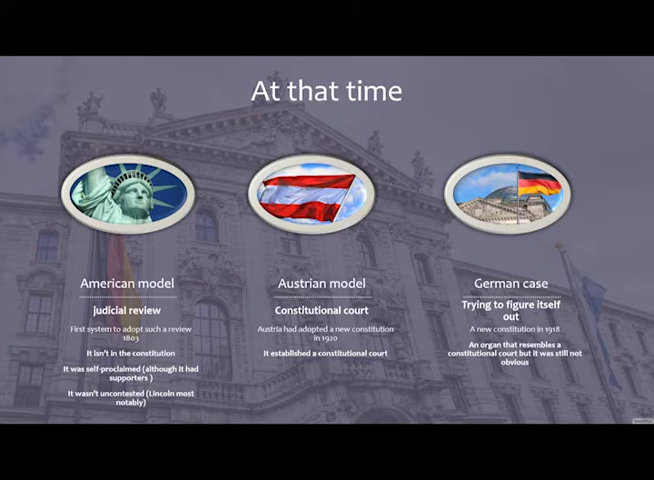 At that time
American model
judicial review
First system to adopt such a review
1803
It isn't in the constitution
It was self-proclaimed (although it had
supporters )
It wasn't uncontested (Lincoln most
notably)
Austrian model
Constitutional court
Austria had adopted a new constitution
in 1920
It established a constitutional court
German case
Trying to figure itself
out
A new constitution in 1918
An organ that resembles a
constitutional court but it was still not
obvious